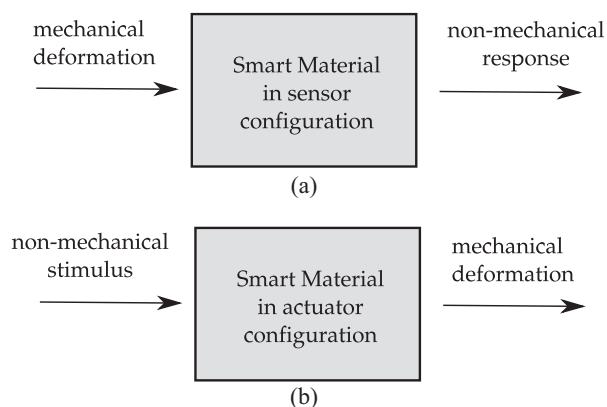 mechanical
deformation
Smart Material
in sensor
configuration
non-mechanical
response
(a)
non-mechanical
stimulus
Smart Material
in actuator
configuration
mechanical
deformation
(b)